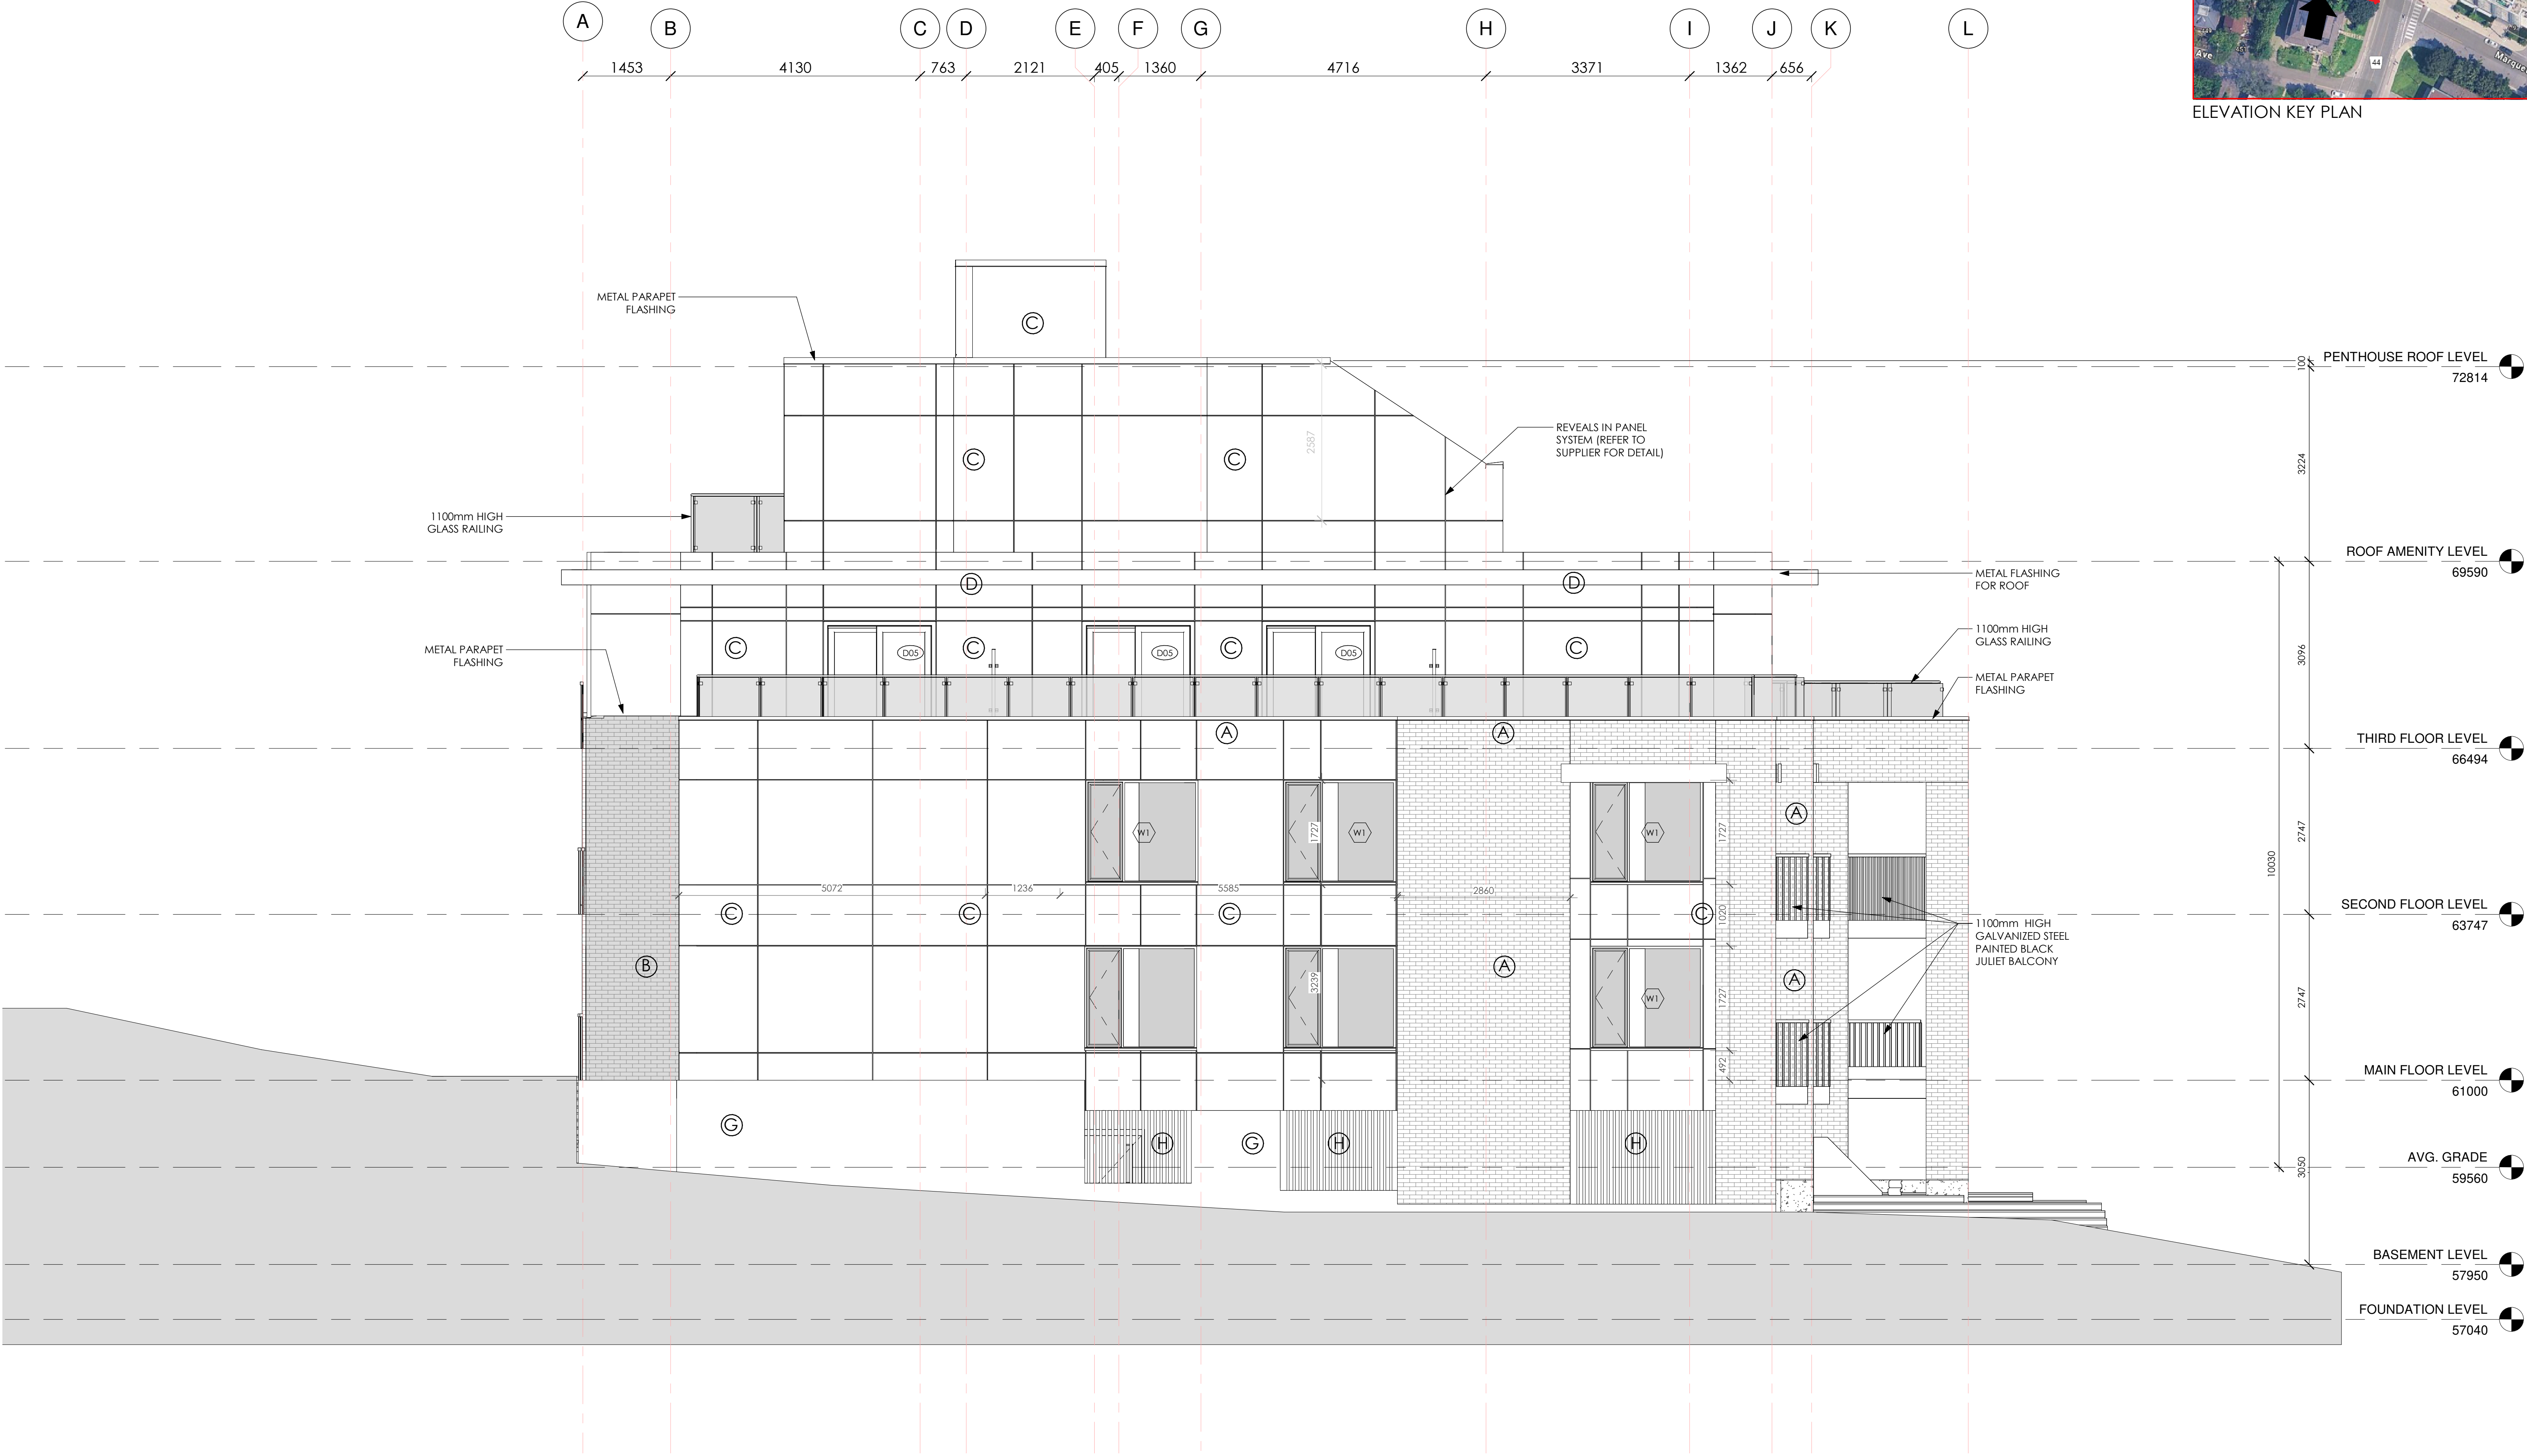 A B C D E F G H I J K L
1453 4130 763 2121 405 1360 4716 3371 1362 656
Ave
44
ELEVATION KEY PLAN
METAL PARAPET
FLASHING
C
PENTHOUSE ROOF LEVEL
72814
100
REVEALS IN PANEL
SYSTEM (REFER TO
SUPPLIER FOR DETAIL)
2587
C C
3224
1100mm HIGH
GLASS RAILING
ROOF AMENITY LEVEL
69590
D D
METAL FLASHING
FOR ROOF
METAL PARAPET
FLASHING
C D05 C C D05 D05 C
1100mm HIGH
GLASS RAILING
3096
METAL PARAPET
FLASHING
A A
THIRD FLOOR LEVEL
66494
A
W1 1727 W1 W1 1727
2747
10030
5072 1236 5585 2860
C C C C 1020
SECOND FLOOR LEVEL
63747
1100mm HIGH
GALVANIZED STEEL
PAINTED BLACK
JULIET BALCONY
B A A
3239 W1 1727
2747
492
MAIN FLOOR LEVEL
61000
G H G H H
AVG. GRADE
59560
3050
BASEMENT LEVEL
57950
FOUNDATION LEVEL
57040